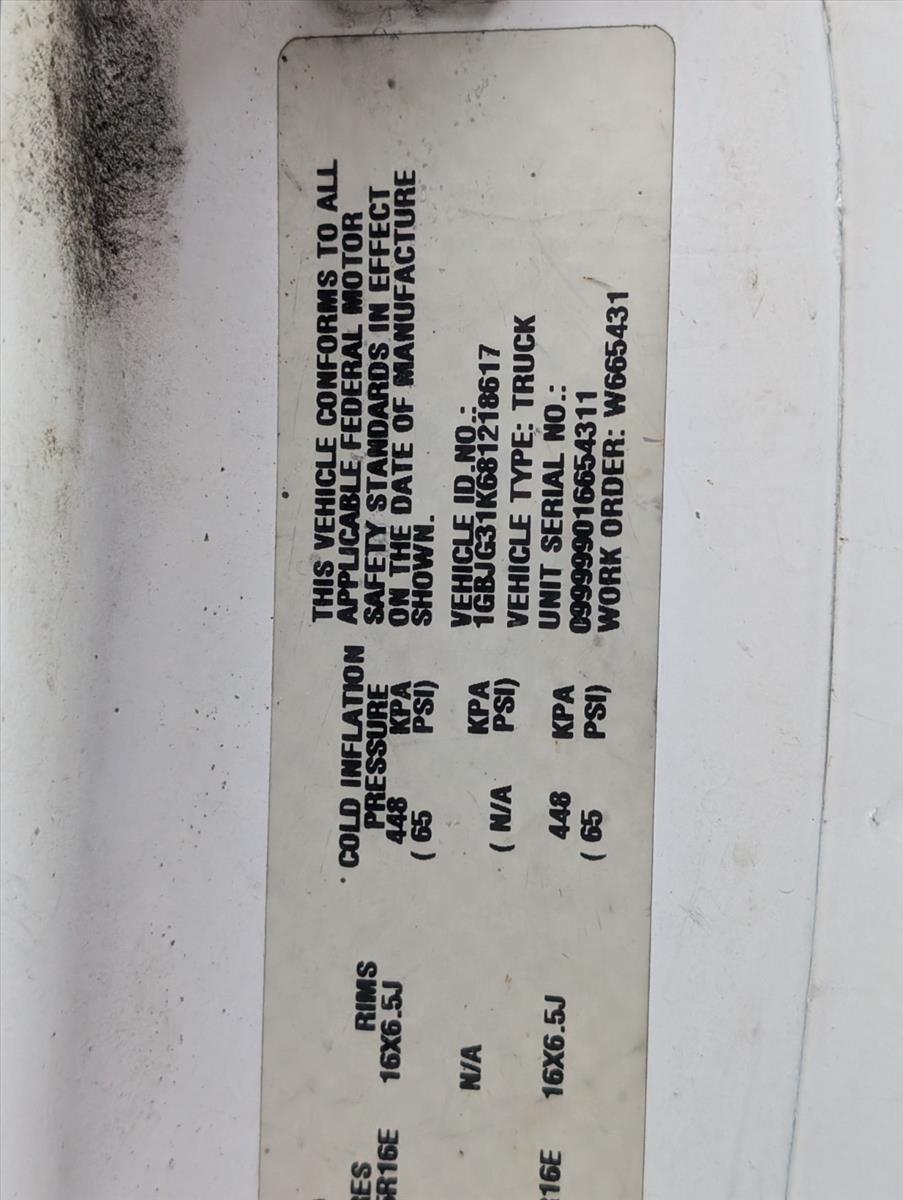 RES
R16E
16E
RIMS
16X6.5J
N/A
16X6.5J
COLD INFLATION
PRESSURE
448 KPA
( 65 PSI)
KPA
( N/A PSI)
448 KPA
( 65 PSI)
THIS VEHICLE CONFORMS TO ALL
APPLICABLE FEDERAL MOTOR
SAFETY STANDARDS IN EFFECT
ON THE DATE OF MANUFACTURE
SHOWN.
VEHICLE ID.NO.:
1GBJG31K681218617
VEHICLE TYPE: TRUCK
UNIT SERIAL NO.:
099999016654311
WORK ORDER: W665431